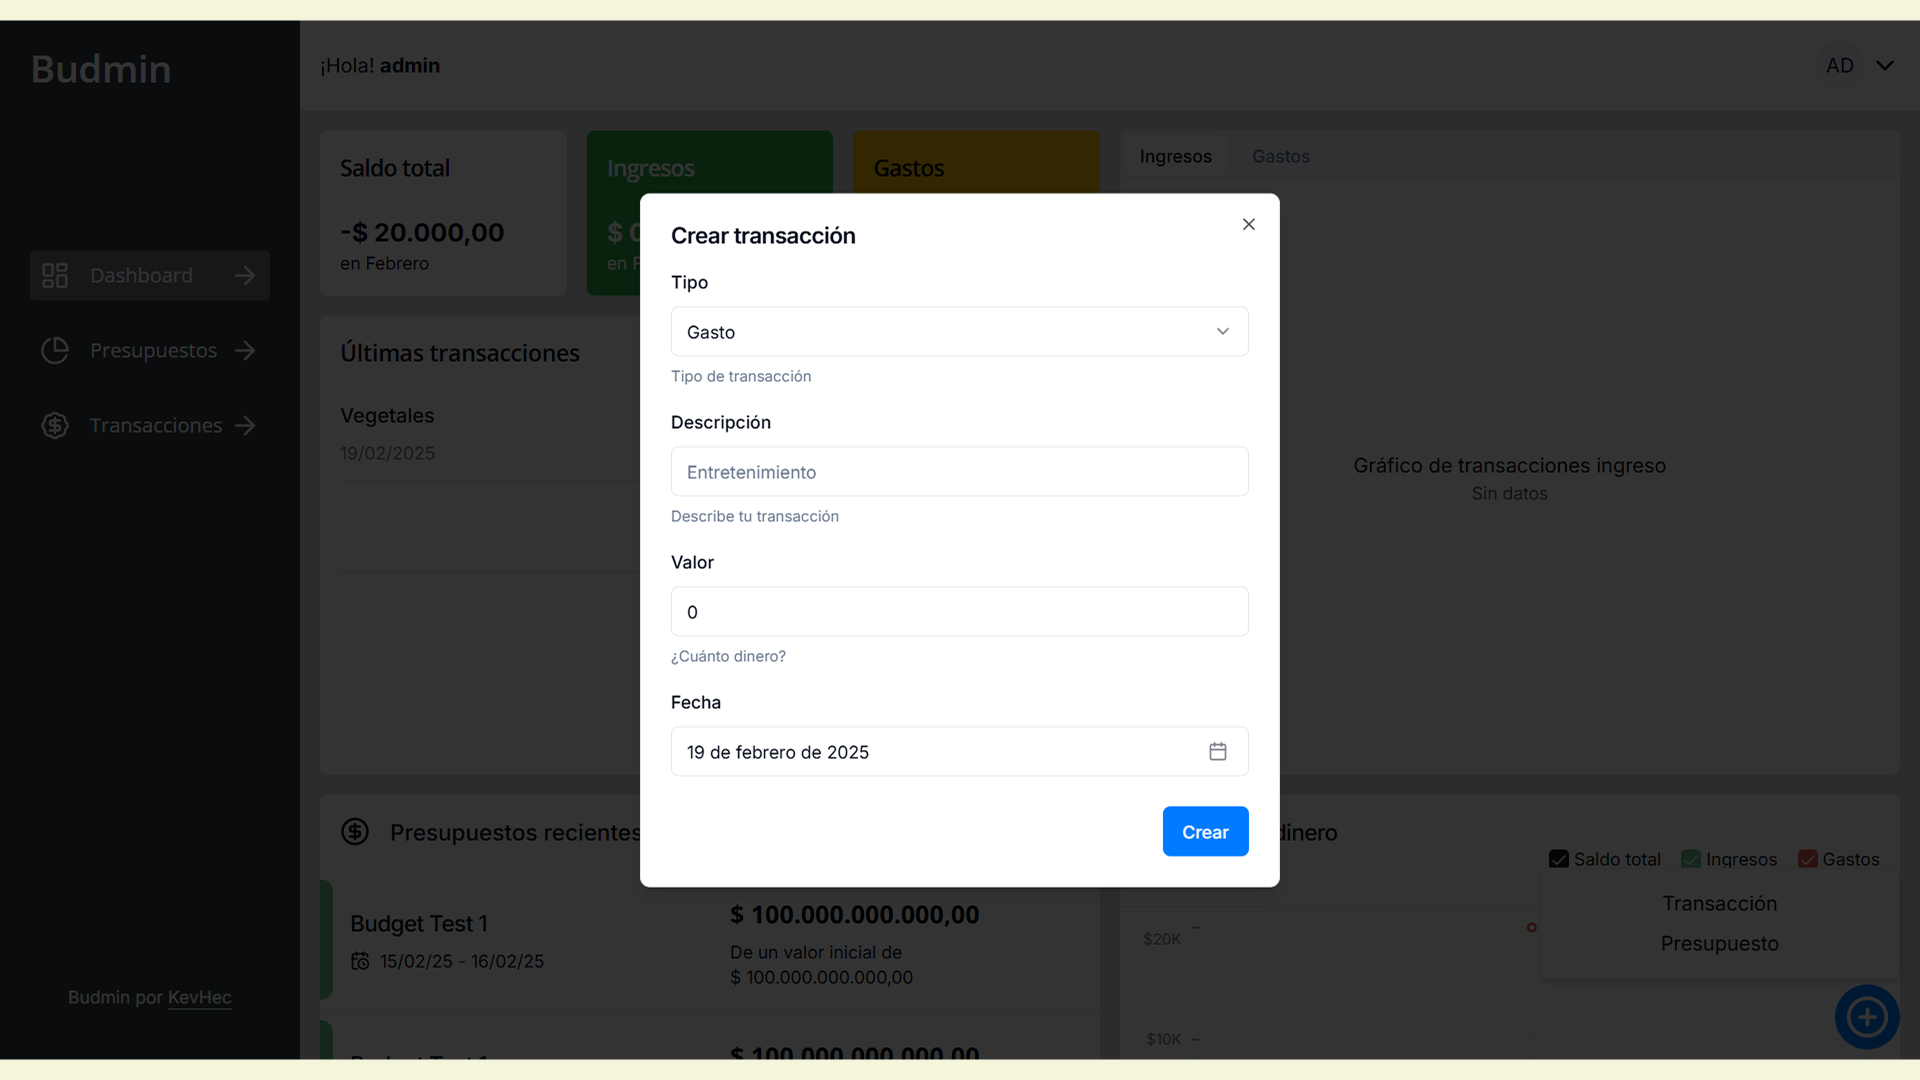 Budmin
Dashboard
Presupuestos
Transacciones
Budmin por KevHec
¡Hola! admin
AD
Saldo total
-$ 20.000,00
en Febrero
Ingresos
$
en
Gastos
Últimas transacciones
Vegetales
19/02/2025
Ingresos
Gastos
Gráfico de transacciones ingreso
Sin datos
Crear transacción
Tipo
Gasto
Tipo de transacción
Descripción
Entretenimiento
Describe tu transacción
Valor
0
¿Cuánto dinero?
Fecha
19 de febrero de 2025
Crear
Presupuestos recientes
Budget Test 1
15/02/25 - 16/02/25
$ 100.000.000.000,00
De un valor inicial de
$ 100.000.000.000,00
Budget Test 1
$ 100.000.000.000,00
dinero
Saldo total
Ingresos
Gastos
$20K
$10K
Transacción
Presupuesto